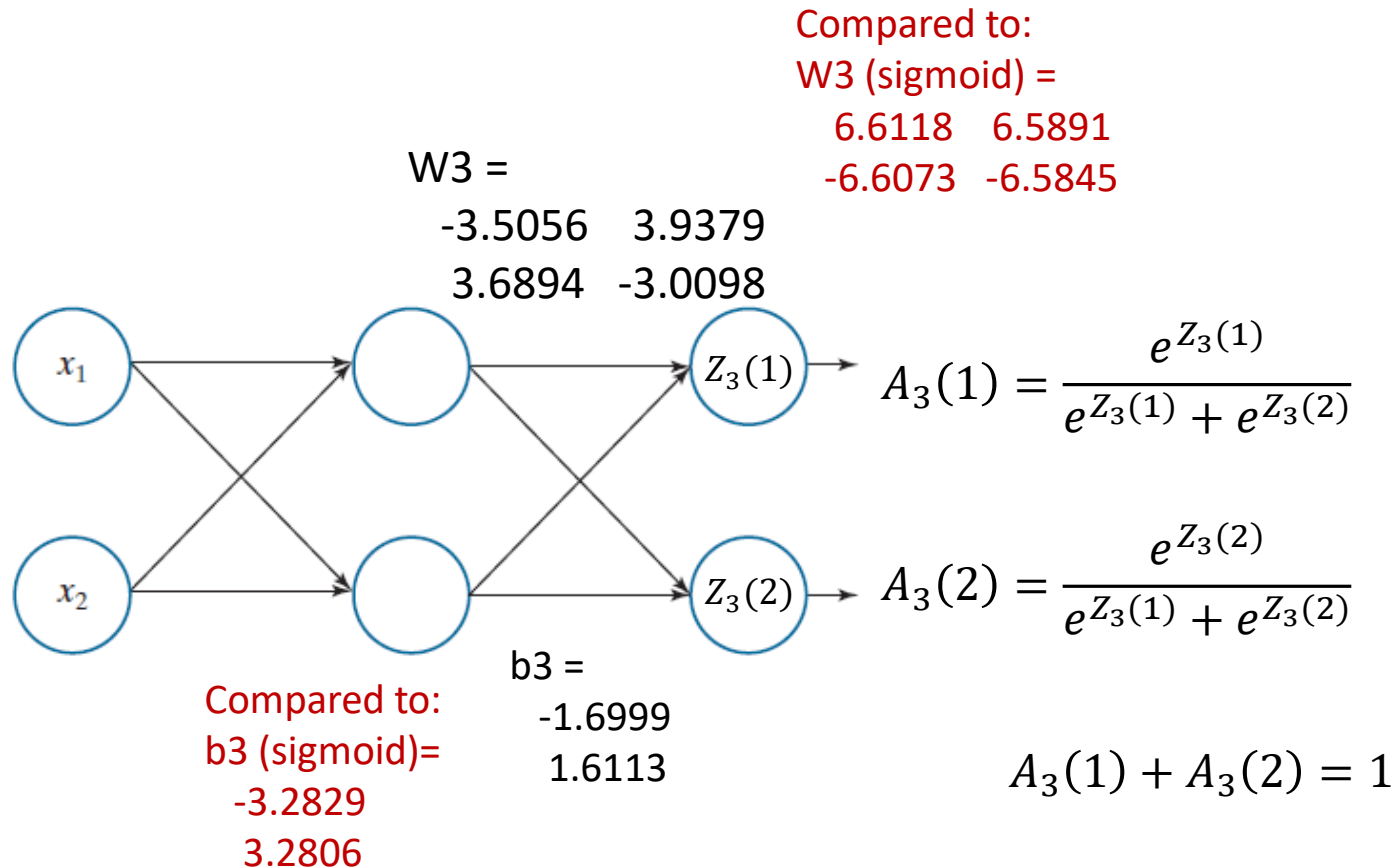 Compared to:
W3 (sigmoid) =
6.6118 6.5891
-6.6073 -6.5845
W3 =
-3.5056 3.9379
3.6894 -3.0098
x₁
Z₃(1)
A₃(1) = e^{Z₃(1)} / (e^{Z₃(1)} + e^{Z₃(2)})
x₂
Z₃(2)
A₃(2) = e^{Z₃(2)} / (e^{Z₃(1)} + e^{Z₃(2)})
b3 =
-1.6999
1.6113
Compared to:
b3 (sigmoid)=
-3.2829
3.2806
A₃(1) + A₃(2) = 1